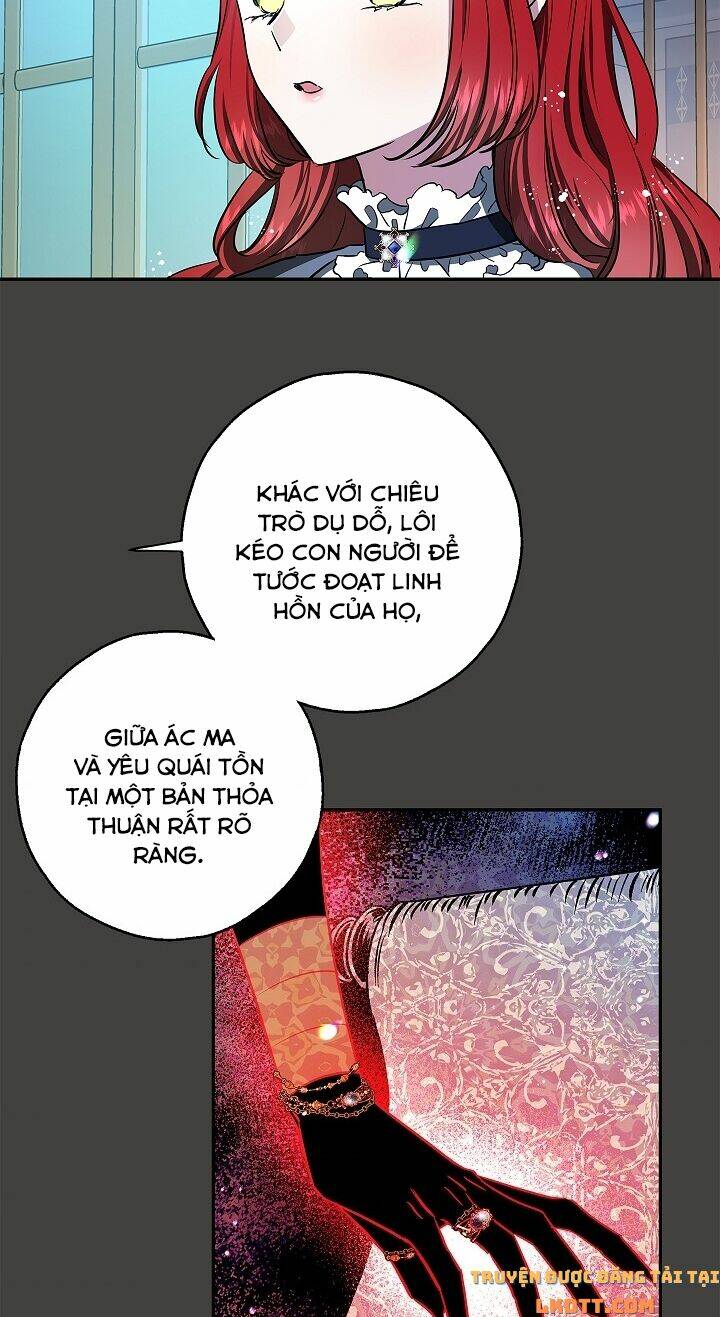 KHÁC VỚI CHIÊU
TRÒ DỤ DỖ, LÔI
KÉO CON NGƯỜI ĐỂ
TƯỚC ĐOẠT LINH
HỒN CỦA HỌ,
GIỮA ÁC MA
VÀ YÊU QUÁI TỒN
TẠI MỘT BẢN THỎA
THUẬN RẤT RÕ
RÀNG.
TRUYỆN ĐƯỢC ĐĂNG TẢI TẠI
LKDTT.COM